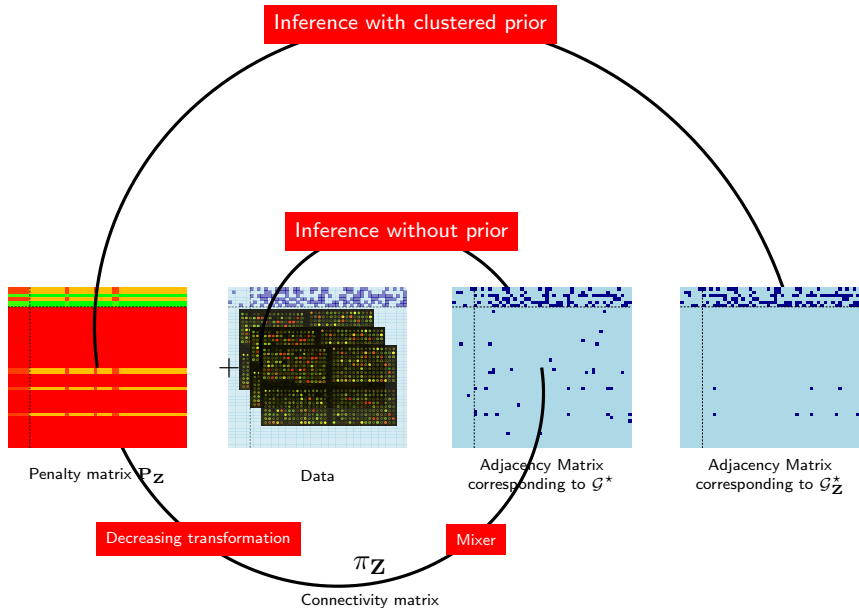 Inference with clustered prior
Inference without prior
+
Penalty matrix P_Z
Data
Adjacency Matrix
corresponding to 𝒢⋆
Adjacency Matrix
corresponding to 𝒢⋆_Z
Decreasing transformation
Mixer
π_Z
Connectivity matrix